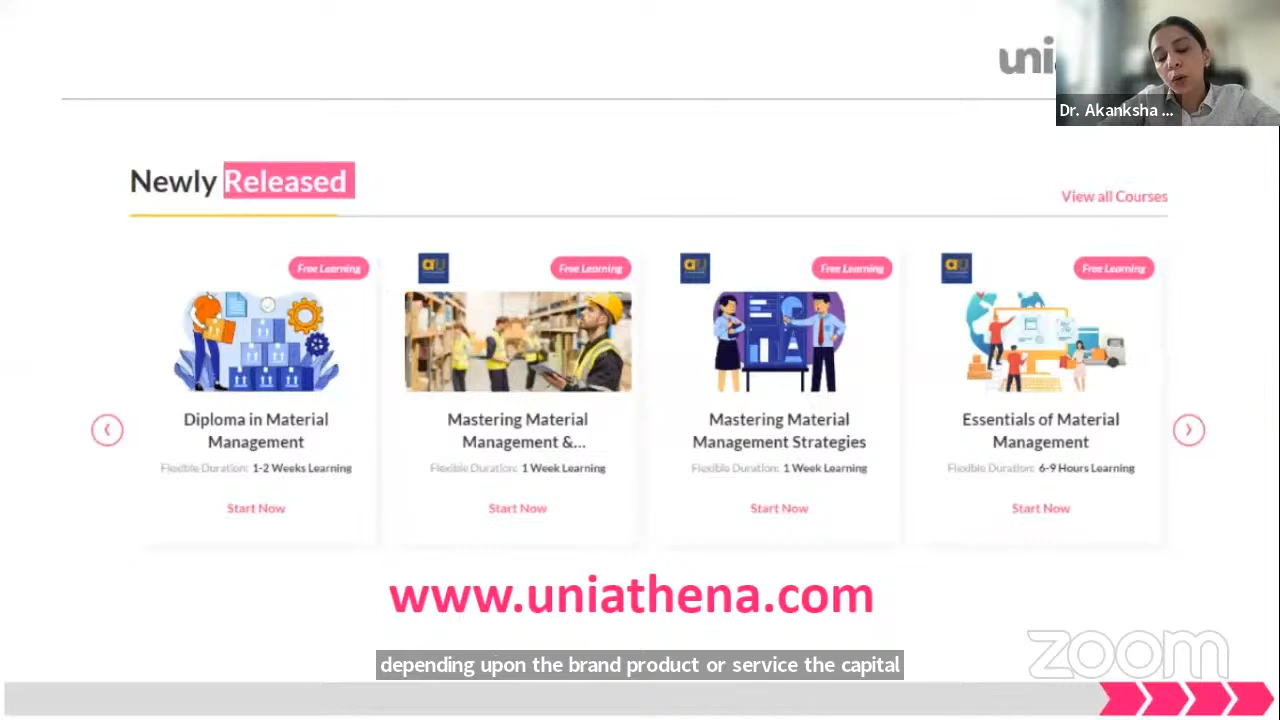 uni
Dr. Akanksha ...
Newly Released
View all Courses
Free Learning
Free Learning
Free Learning
Free Learning
Diploma in Material
Management
Flexible Duration: 1-2 Weeks Learning
Start Now
Mastering Material
Management &...
Flexible Duration: 1 Week Learning
Start Now
Mastering Material
Management Strategies
Flexible Duration: 1 Week Learning
Start Now
Essentials of Material
Management
Flexible Duration: 6-9 Hours Learning
Start Now
www.uniathena.com
depending upon the brand product or service the capital
zoom